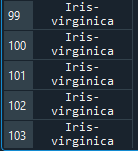 99 Iris-
virginica
100 Iris-
virginica
101 Iris-
virginica
102 Iris-
virginica
103 Iris-
virginica